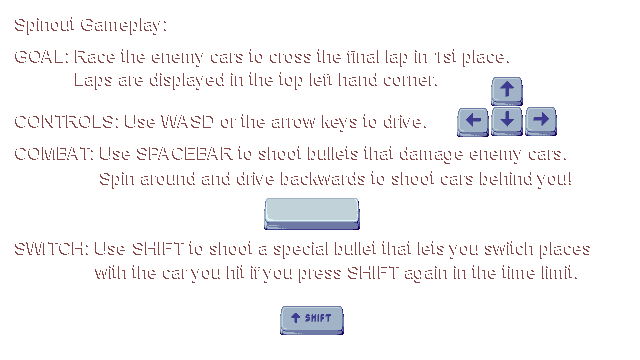 Spinout Gameplay:
GOAL: Race the enemy cars to cross the final lap in 1st place.
Laps are displayed in the top left hand corner.
CONTROLS: Use WASD or the arrow keys to drive.
COMBAT: Use SPACEBAR to shoot bullets that damage enemy cars.
Spin around and drive backwards to shoot cars behind you!
SWITCH: Use SHIFT to shoot a special bullet that lets you switch places
with the car you hit if you press SHIFT again in the time limit.
SHIFT